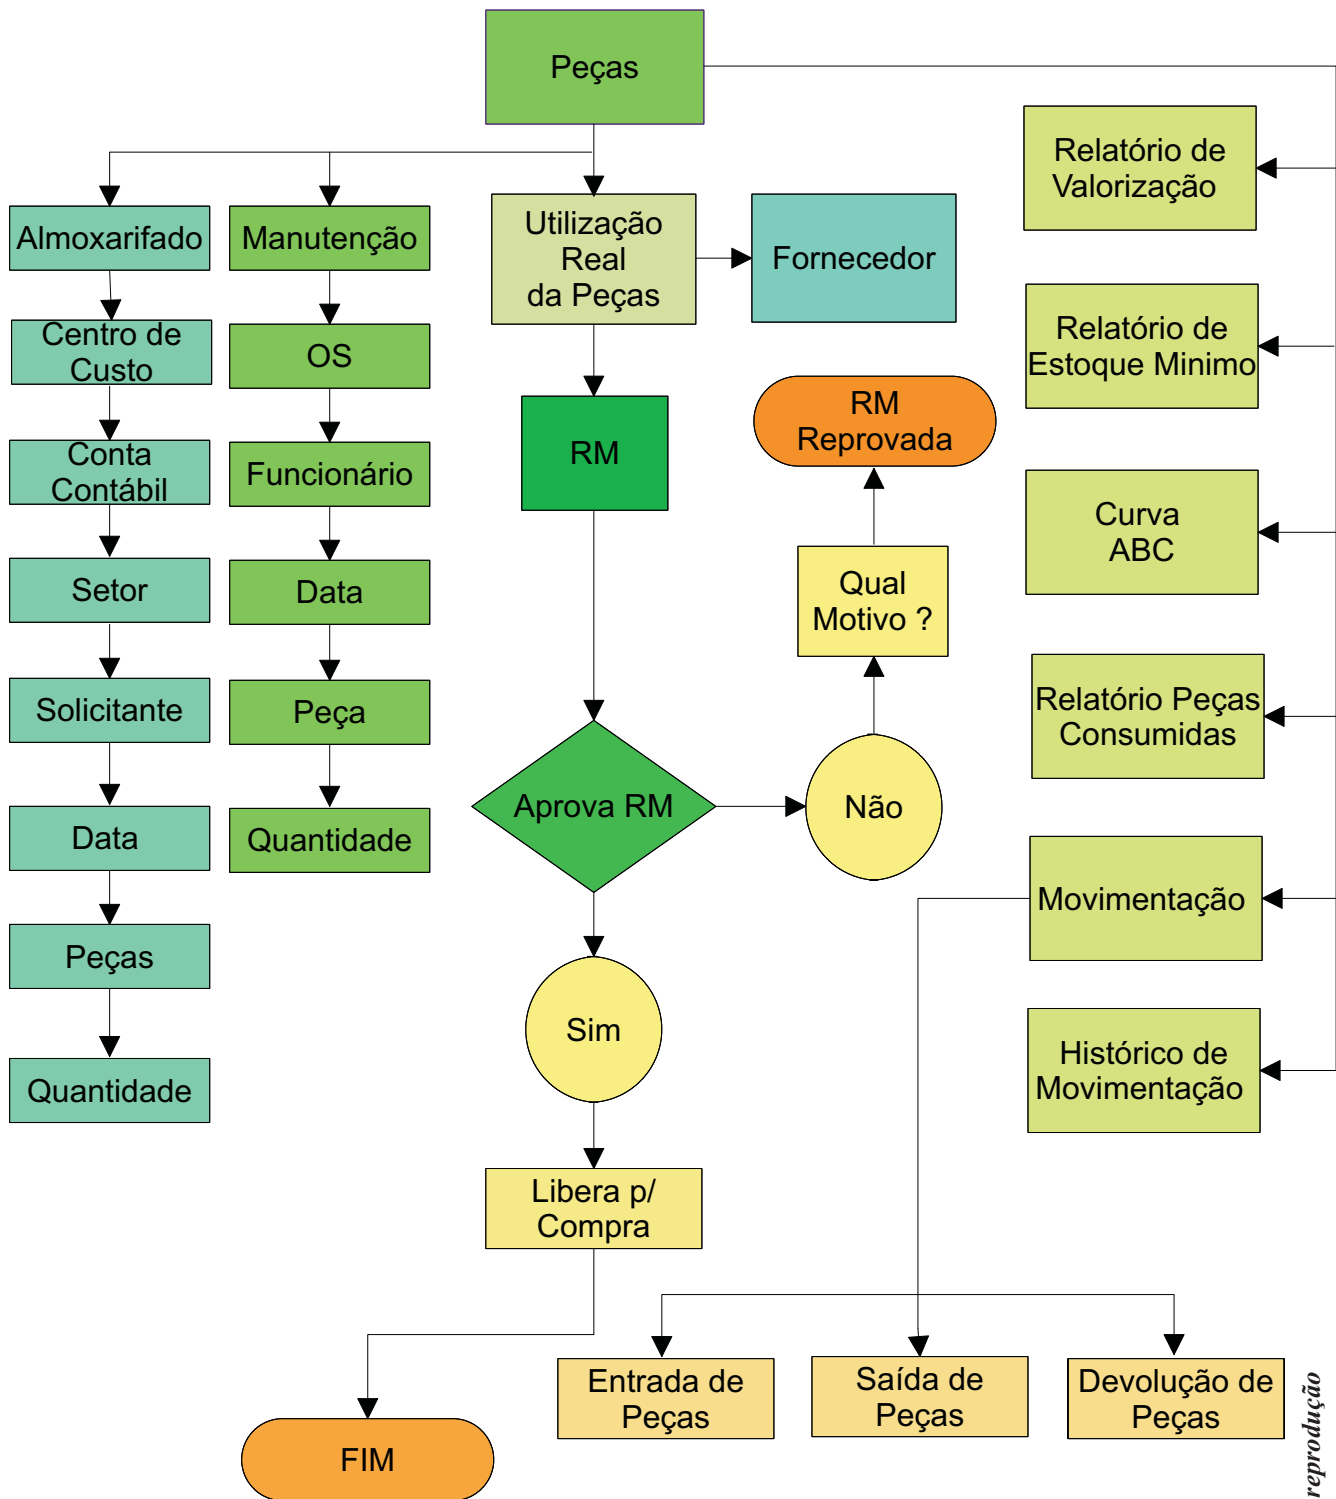 Peças
Almoxarifado
Centro de
Custo
Conta
Contábil
Setor
Solicitante
Data
Peças
Quantidade
Manutenção
OS
Funcionário
Data
Peça
Quantidade
Utilização
Real
da Peças
Fornecedor
RM
RM
Reprovada
Qual
Motivo ?
Aprova RM
Não
Sim
Libera p/
Compra
FIM
Relatório de
Valorização
Relatório de
Estoque Minimo
Curva
ABC
Relatório Peças
Consumidas
Movimentação
Histórico de
Movimentação
Entrada de
Peças
Saída de
Peças
Devolução de
Peças
reprodução